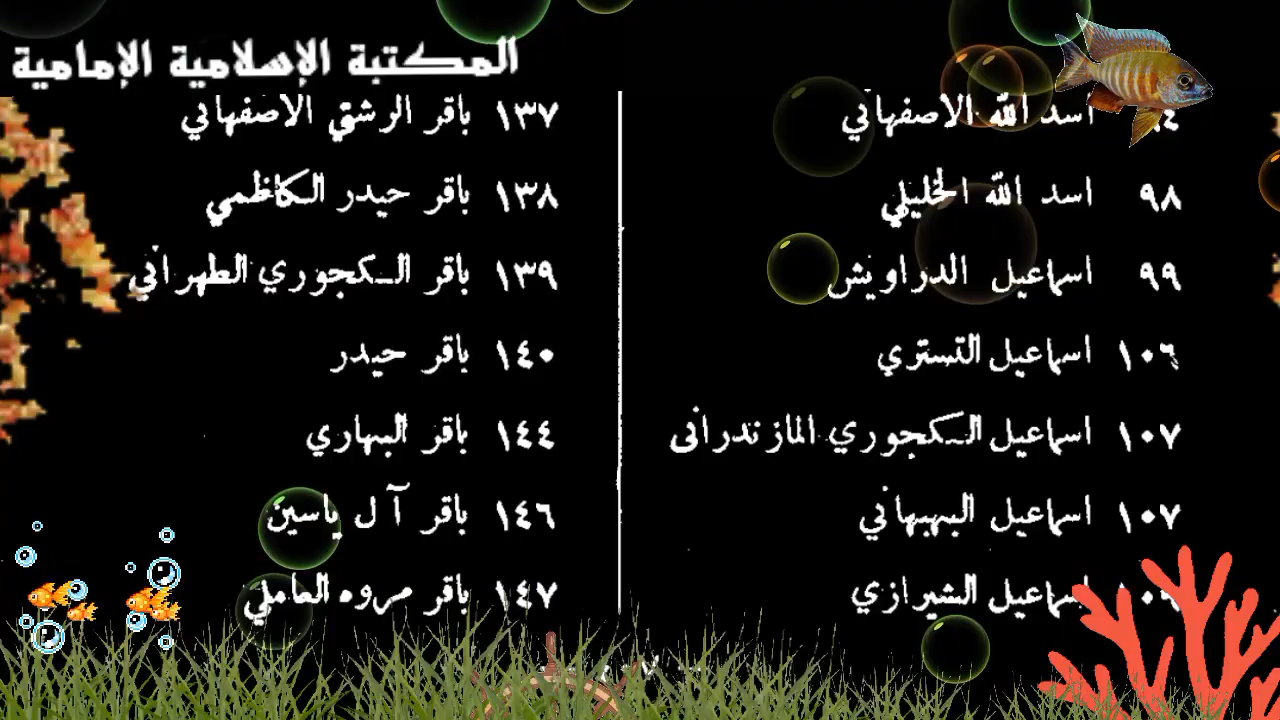 المكتبة الإسلامية الإمامية
اسد الله الاصفهاني
٩٨ اسد الله الخليلي
٩٩ اسماعيل الدراويش
١٠٦ اسماعيل التستري
١٠٧ اسماعيل الكجوري المازندرانى
١٠٧ اسماعيل البهبهاني
اسماعيل الشيرازي
١٣٧ باقر الرشتي الاصفهاني
١٣٨ باقر حيدر الكاظمي
١٣٩ باقر الكجوري الطهراني
١٤٠ باقر حيدر
١٤٤ باقر البهاري
١٤٦ باقر آل ياسين
١٤٧ باقر مروه العاملي